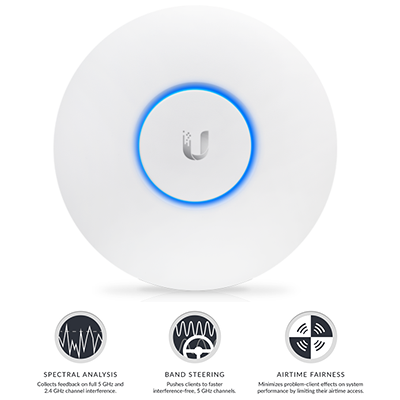 U
SPECTRAL ANALYSIS
Collects feedback on full 5 GHz and
2.4 GHz channel interference.
BAND STEERING
Pushes clients to faster
interference-free, 5 GHz channels.
AIRTIME FAIRNESS
Minimizes problem-client effects on system
performance by limiting their airtime access.